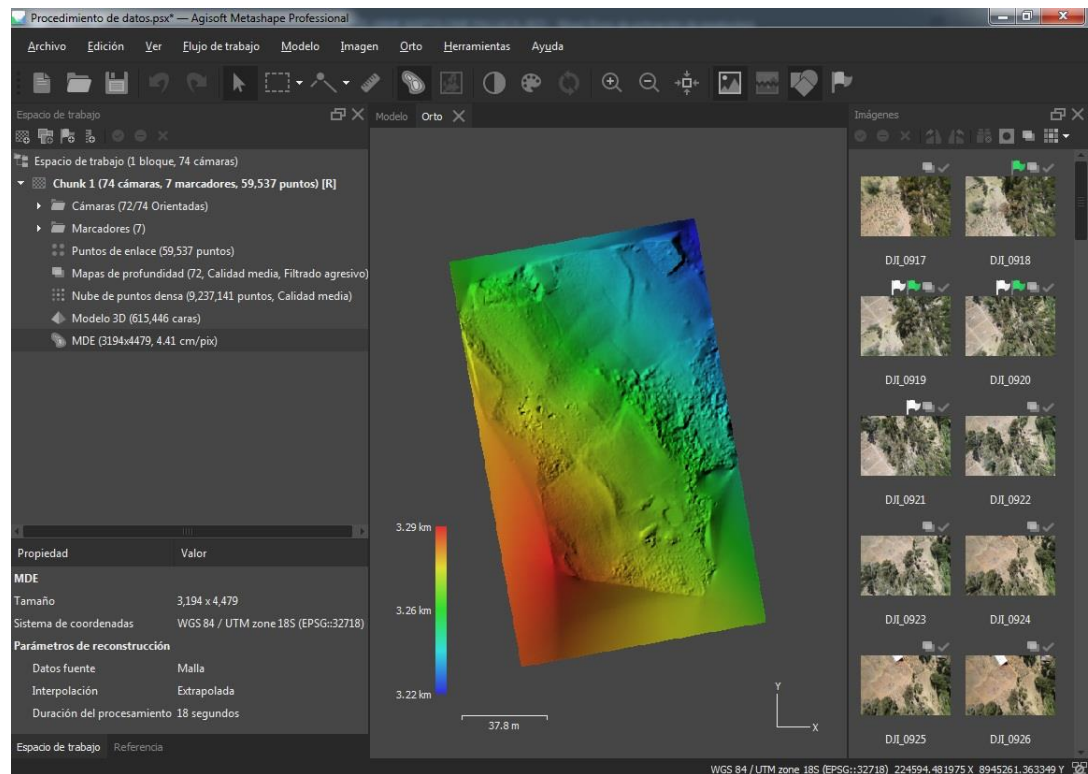 Procedimiento de datos.psx* — Agisoft Metashape Professional
Archivo Edición Ver Flujo de trabajo Modelo Imagen Orto Herramientas Ayuda
Espacio de trabajo
Espacio de trabajo (1 bloque, 74 cámaras)
Chunk 1 (74 cámaras, 7 marcadores, 59,537 puntos) [R]
Cámaras (72/74 Orientadas)
Marcadores (7)
Puntos de enlace (59,537 puntos)
Mapas de profundidad (72, Calidad media, Filtrado agresivo)
Nube de puntos densa (9,237,141 puntos, Calidad media)
Modelo 3D (615,446 caras)
MDE (3194x4479, 4.41 cm/pix)
Propiedad Valor
MDE
Tamaño 3,194 x 4,479
Sistema de coordenadas WGS 84 / UTM zone 18S (EPSG::32718)
Parámetros de reconstrucción
Datos fuente Malla
Interpolación Extrapolada
Duración del procesamiento 18 segundos
Espacio de trabajo Referencia
Modelo Orto
3.29 km
3.26 km
3.22 km
37.8 m
Y
X
Imágenes
DJI_0917 DJI_0918
DJI_0919 DJI_0920
DJI_0921 DJI_0922
DJI_0923 DJI_0924
DJI_0925 DJI_0926
WGS 84 / UTM zone 18S (EPSG::32718) 224594.481975 X 8945261.363349 Y